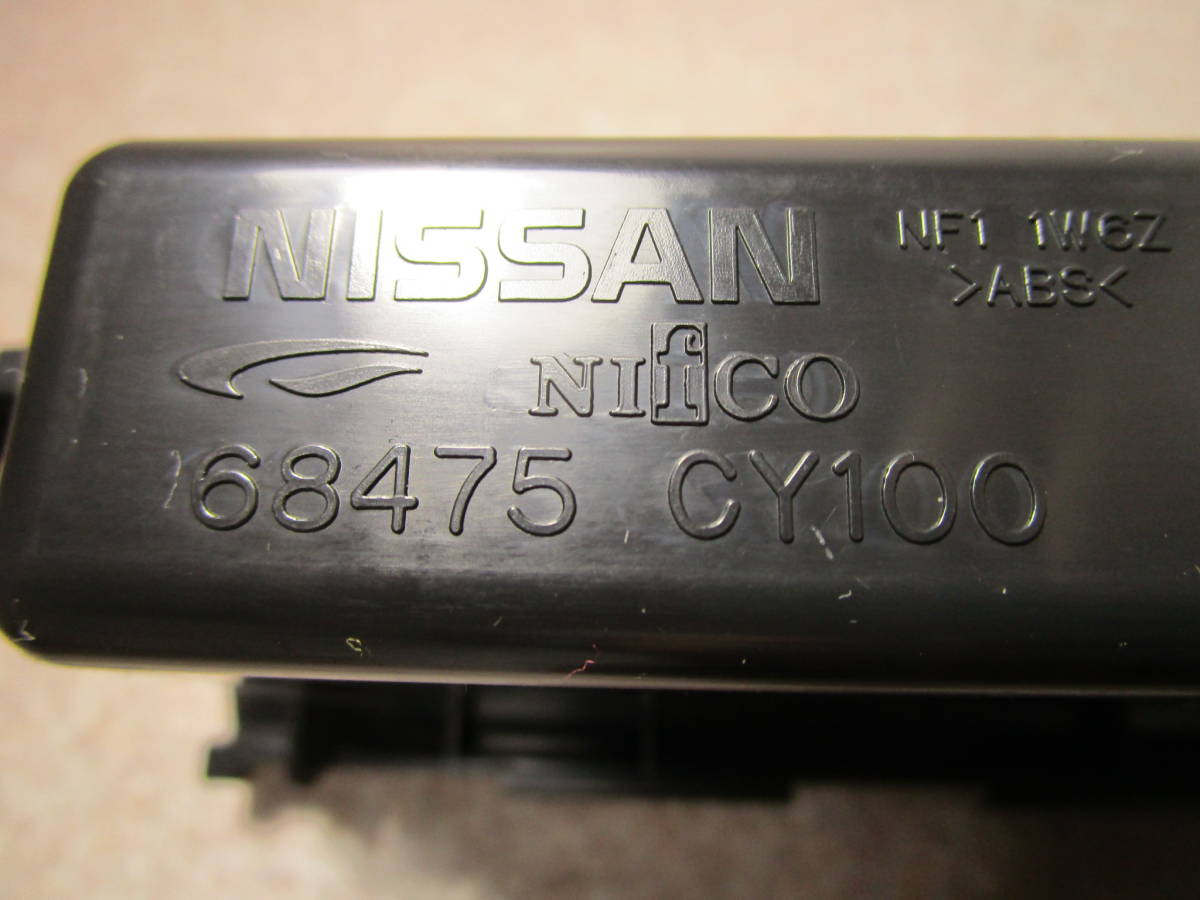 NISSAN
NF1 1W6Z
>ABS<
NIfCO
68475 CY100